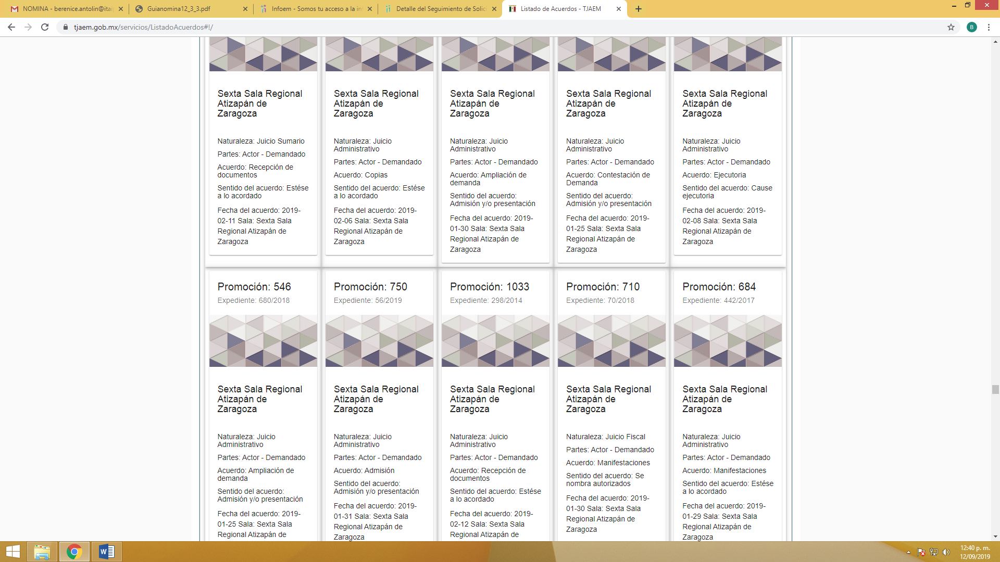 NOMINA - berenice.antolin@itai
Guianomina12_3_3.pdf
Infoem - Somos tu acceso a la in
Detalle del Seguimiento de Solici
Listado de Acuerdos - TJAEM
tjaem.gob.mx/servicios/ListadoAcuerdos#!/
B
Sexta Sala Regional
Atizapán de
Zaragoza
Naturaleza: Juicio Sumario
Partes: Actor - Demandado
Acuerdo: Recepción de
documentos
Sentido del acuerdo: Estése
a lo acordado
Fecha del acuerdo: 2019-
02-11 Sala: Sexta Sala
Regional Atizapán de
Zaragoza
Sexta Sala Regional
Atizapán de
Zaragoza
Naturaleza: Juicio
Administrativo
Partes: Actor - Demandado
Acuerdo: Copias
Sentido del acuerdo: Estése
a lo acordado
Fecha del acuerdo: 2019-
02-06 Sala: Sexta Sala
Regional Atizapán de
Zaragoza
Sexta Sala Regional
Atizapán de
Zaragoza
Naturaleza: Juicio
Administrativo
Partes: Actor - Demandado
Acuerdo: Ampliación de
demanda
Sentido del acuerdo:
Admisión y/o presentación
Fecha del acuerdo: 2019-
01-30 Sala: Sexta Sala
Regional Atizapán de
Zaragoza
Sexta Sala Regional
Atizapán de
Zaragoza
Naturaleza: Juicio
Administrativo
Partes: Actor - Demandado
Acuerdo: Contestación de
Demanda
Sentido del acuerdo:
Admisión y/o presentación
Fecha del acuerdo: 2019-
01-25 Sala: Sexta Sala
Regional Atizapán de
Zaragoza
Sexta Sala Regional
Atizapán de
Zaragoza
Naturaleza: Juicio
Administrativo
Partes: Actor - Demandado
Acuerdo: Ejecutoria
Sentido del acuerdo: Cause
ejecutoria
Fecha del acuerdo: 2019-
02-08 Sala: Sexta Sala
Regional Atizapán de
Zaragoza
Promoción: 546
Expediente: 680/2018
Sexta Sala Regional
Atizapán de
Zaragoza
Naturaleza: Juicio
Administrativo
Partes: Actor - Demandado
Acuerdo: Ampliación de
demanda
Sentido del acuerdo:
Admisión y/o presentación
Fecha del acuerdo: 2019-
01-25 Sala: Sexta Sala
Regional Atizapán de
Promoción: 750
Expediente: 56/2019
Sexta Sala Regional
Atizapán de
Zaragoza
Naturaleza: Juicio
Administrativo
Partes: Actor - Demandado
Acuerdo: Admisión
Sentido del acuerdo:
Admisión y/o presentación
Fecha del acuerdo: 2019-
01-31 Sala: Sexta Sala
Regional Atizapán de
Zaragoza
Promoción: 1033
Expediente: 298/2014
Sexta Sala Regional
Atizapán de
Zaragoza
Naturaleza: Juicio
Administrativo
Partes: Actor - Demandado
Acuerdo: Recepción de
documentos
Sentido del acuerdo: Estése
a lo acordado
Fecha del acuerdo: 2019-
02-12 Sala: Sexta Sala
Regional Atizapán de
Promoción: 710
Expediente: 70/2018
Sexta Sala Regional
Atizapán de
Zaragoza
Naturaleza: Juicio Fiscal
Partes: Actor - Demandado
Acuerdo: Manifestaciones
Sentido del acuerdo: Se
nombra autorizados
Fecha del acuerdo: 2019-
01-30 Sala: Sexta Sala
Regional Atizapán de
Zaragoza
Promoción: 684
Expediente: 442/2017
Sexta Sala Regional
Atizapán de
Zaragoza
Naturaleza: Juicio
Administrativo
Partes: Actor - Demandado
Acuerdo: Manifestaciones
Sentido del acuerdo: Estése
a lo acordado
Fecha del acuerdo: 2019-
01-29 Sala: Sexta Sala
Regional Atizapán de
Zaragoza
12:40 p. m.
12/09/2019